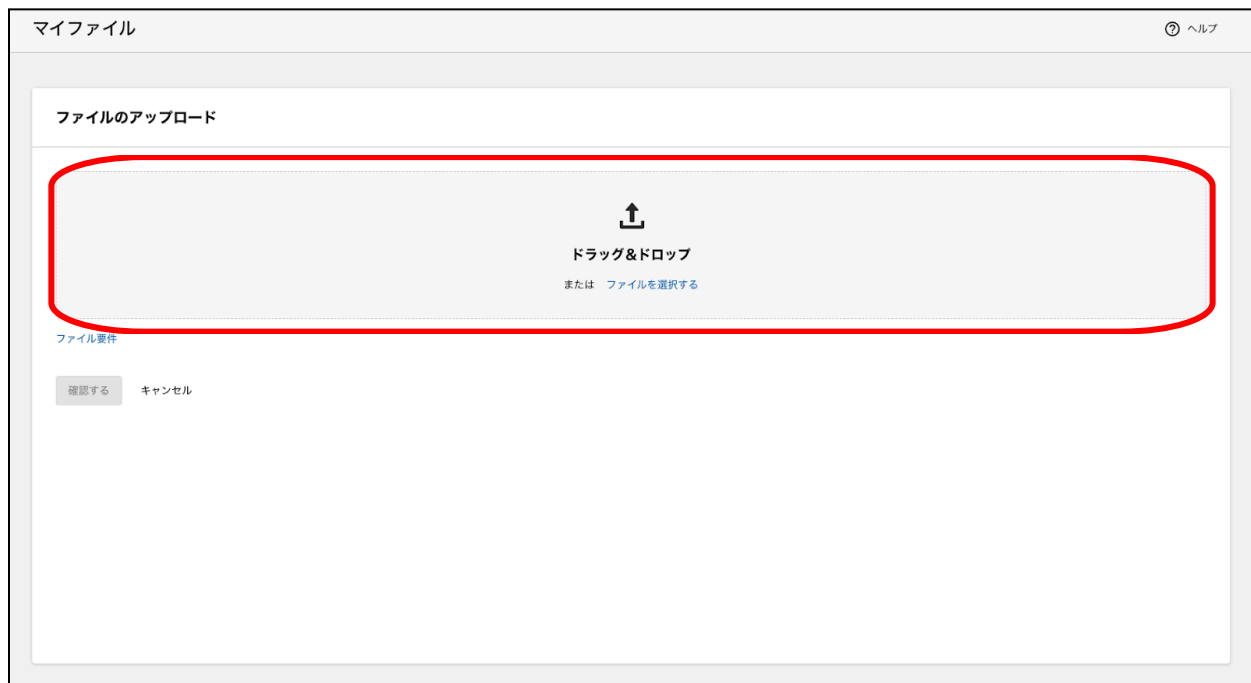 マイファイル
ヘルプ
ファイルのアップロード
ドラッグ&ドロップ
または ファイルを選択する
ファイル要件
確認する キャンセル